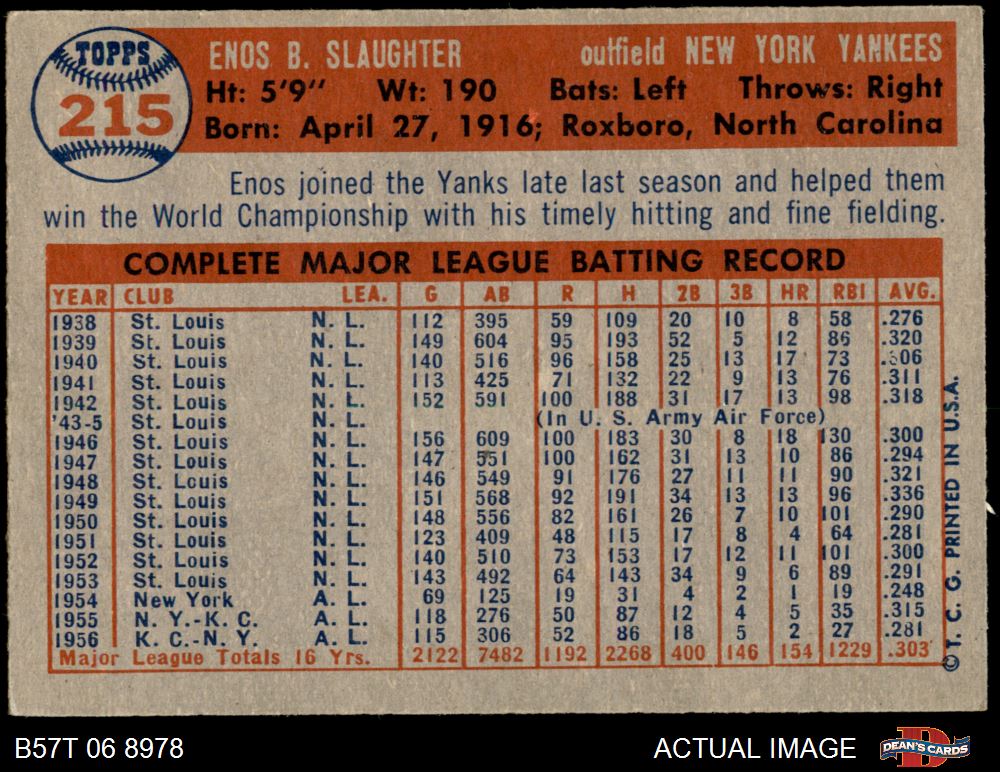 TOPPS
215
ENOS B. SLAUGHTER outfield NEW YORK YANKEES
Ht: 5'9" Wt: 190 Bats: Left Throws: Right
Born: April 27, 1916; Roxboro, North Carolina
Enos joined the Yanks late last season and helped them
win the World Championship with his timely hitting and fine fielding.
COMPLETE MAJOR LEAGUE BATTING RECORD
YEAR CLUB LEA. G AB R H 2B 3B HR RBI AVG.
1938 St. Louis N. L. 112 395 59 109 20 10 8 58 .276
1939 St. Louis N. L. 149 604 95 193 52 5 12 86 .320
1940 St. Louis N. L. 140 516 96 158 25 13 17 73 .306
1941 St. Louis N. L. 113 425 71 132 22 9 13 76 .311
1942 St. Louis N. L. 152 591 100 188 31 17 13 98 .318
'43-5 St. Louis N. L. (In U. S. Army Air Force)
1946 St. Louis N. L. 156 609 100 183 30 8 18 130 .300
1947 St. Louis N. L. 147 551 100 162 31 13 10 86 .294
1948 St. Louis N. L. 146 549 91 176 27 11 11 90 .321
1949 St. Louis N. L. 151 568 92 191 34 13 13 96 .336
1950 St. Louis N. L. 148 556 82 161 26 7 10 101 .290
1951 St. Louis N. L. 123 409 48 115 17 8 4 64 .281
1952 St. Louis N. L. 140 510 73 153 17 12 11 101 .300
1953 St. Louis N. L. 143 492 64 143 34 9 6 89 .291
1954 New York A. L. 69 125 19 31 4 2 1 19 .248
1955 N. Y.-K. C. A. L. 118 276 50 87 12 4 5 35 .315
1956 K. C.-N. Y. A. L. 115 306 52 86 18 5 2 27 .281
Major League Totals 16 Yrs. 2122 7482 1192 2268 400 146 154 1229 .303
© T. C. G. PRINTED IN U.S.A.
B57T 06 8978 ACTUAL IMAGE DEAN'S CARDS